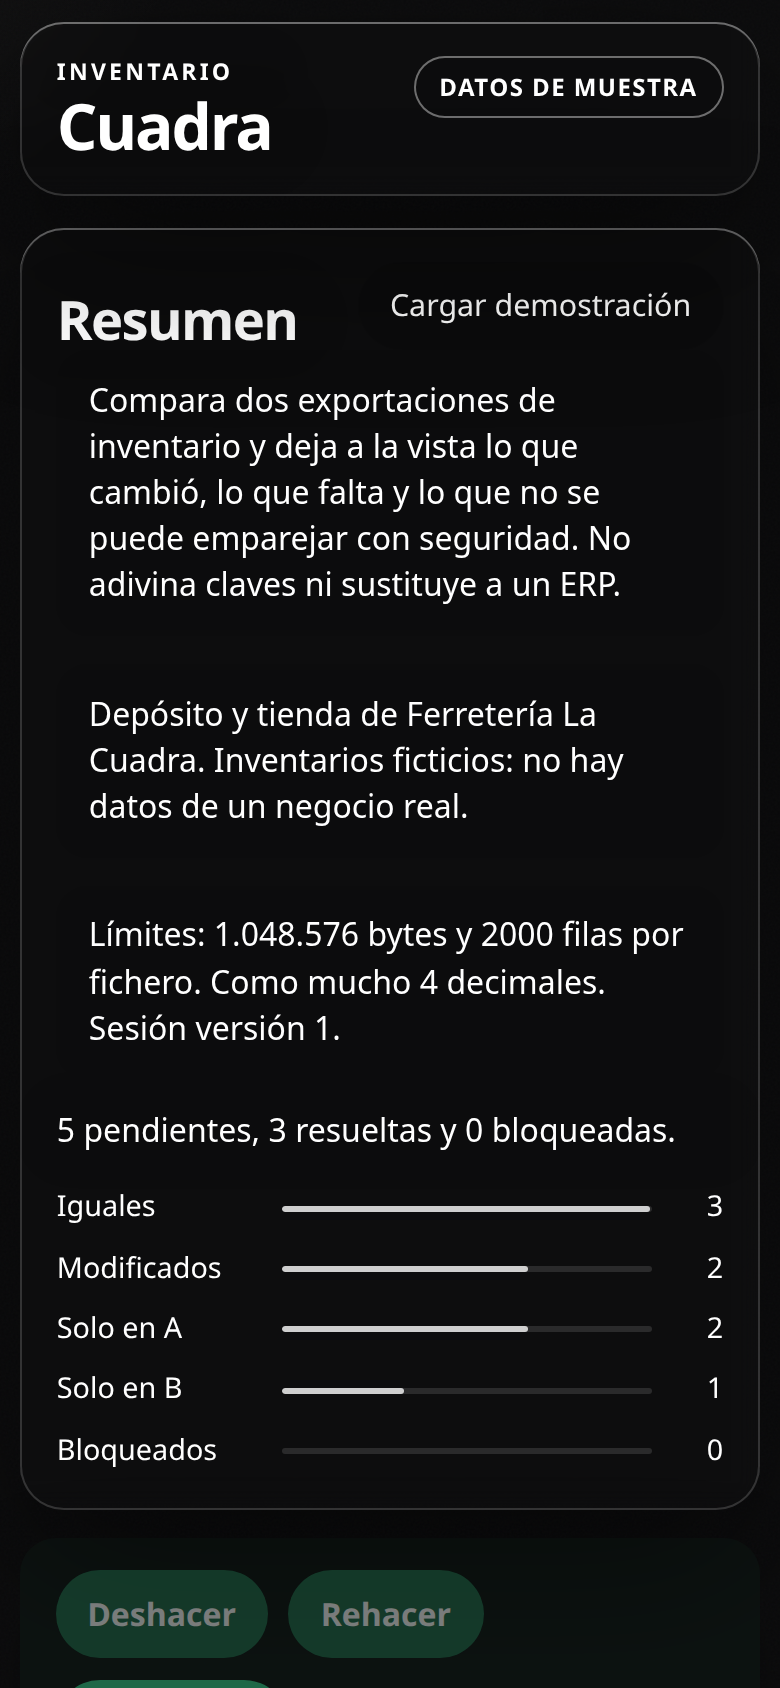 INVENTARIO
Cuadra
DATOS DE MUESTRA
Resumen
Cargar demostración
Compara dos exportaciones de
inventario y deja a la vista lo que
cambió, lo que falta y lo que no se
puede emparejar con seguridad. No
adivina claves ni sustituye a un ERP.
Depósito y tienda de Ferretería La
Cuadra. Inventarios ficticios: no hay
datos de un negocio real.
Límites: 1.048.576 bytes y 2000 filas por
fichero. Como mucho 4 decimales.
Sesión versión 1.
5 pendientes, 3 resueltas y 0 bloqueadas.
Iguales 3
Modificados 2
Solo en A 2
Solo en B 1
Bloqueados 0
Deshacer
Rehacer